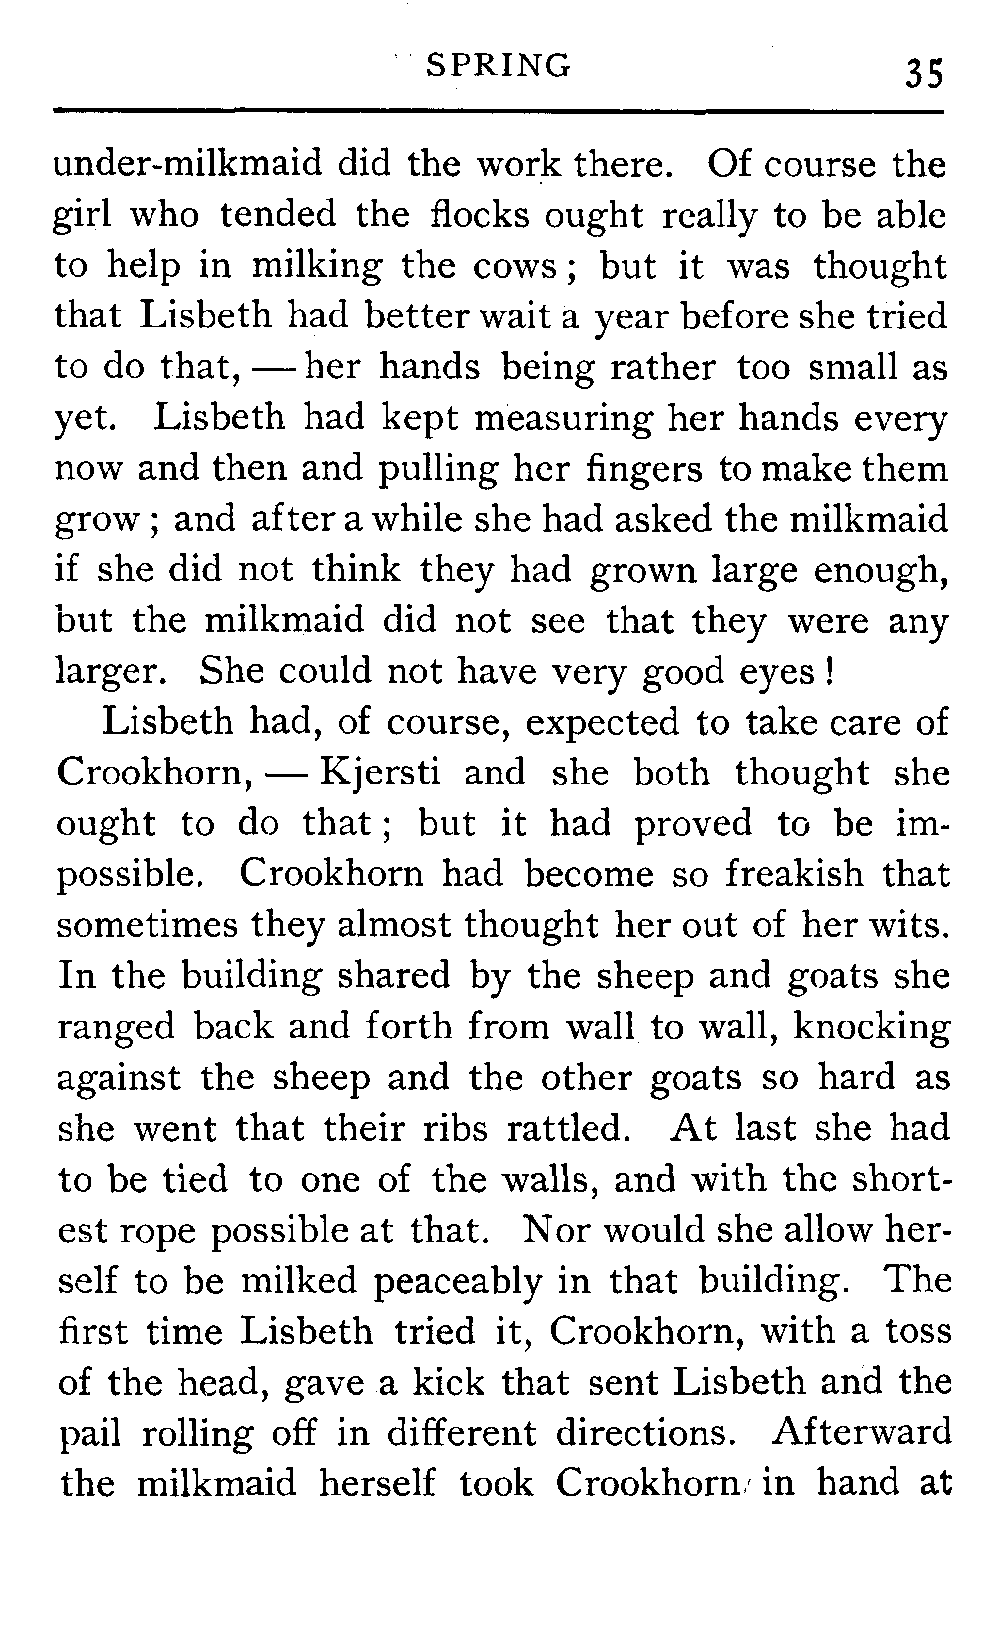 SPRING 35
under-milkmaid did the work there. Of course the
girl who tended the flocks ought really to be able
to help in milking the cows ; but it was thought
that Lisbeth had better wait a year before she tried
to do that, — her hands being rather too small as
yet. Lisbeth had kept measuring her hands every
now and then and pulling her fingers to make them
grow ; and after a while she had asked the milkmaid
if she did not think they had grown large enough,
but the milkmaid did not see that they were any
larger. She could not have very good eyes !
Lisbeth had, of course, expected to take care of
Crookhorn, — Kjersti and she both thought she
ought to do that ; but it had proved to be im-
possible. Crookhorn had become so freakish that
sometimes they almost thought her out of her wits.
In the building shared by the sheep and goats she
ranged back and forth from wall to wall, knocking
against the sheep and the other goats so hard as
she went that their ribs rattled. At last she had
to be tied to one of the walls, and with the short-
est rope possible at that. Nor would she allow her-
self to be milked peaceably in that building. The
first time Lisbeth tried it, Crookhorn, with a toss
of the head, gave a kick that sent Lisbeth and the
pail rolling off in different directions. Afterward
the milkmaid herself took Crookhorn in hand at